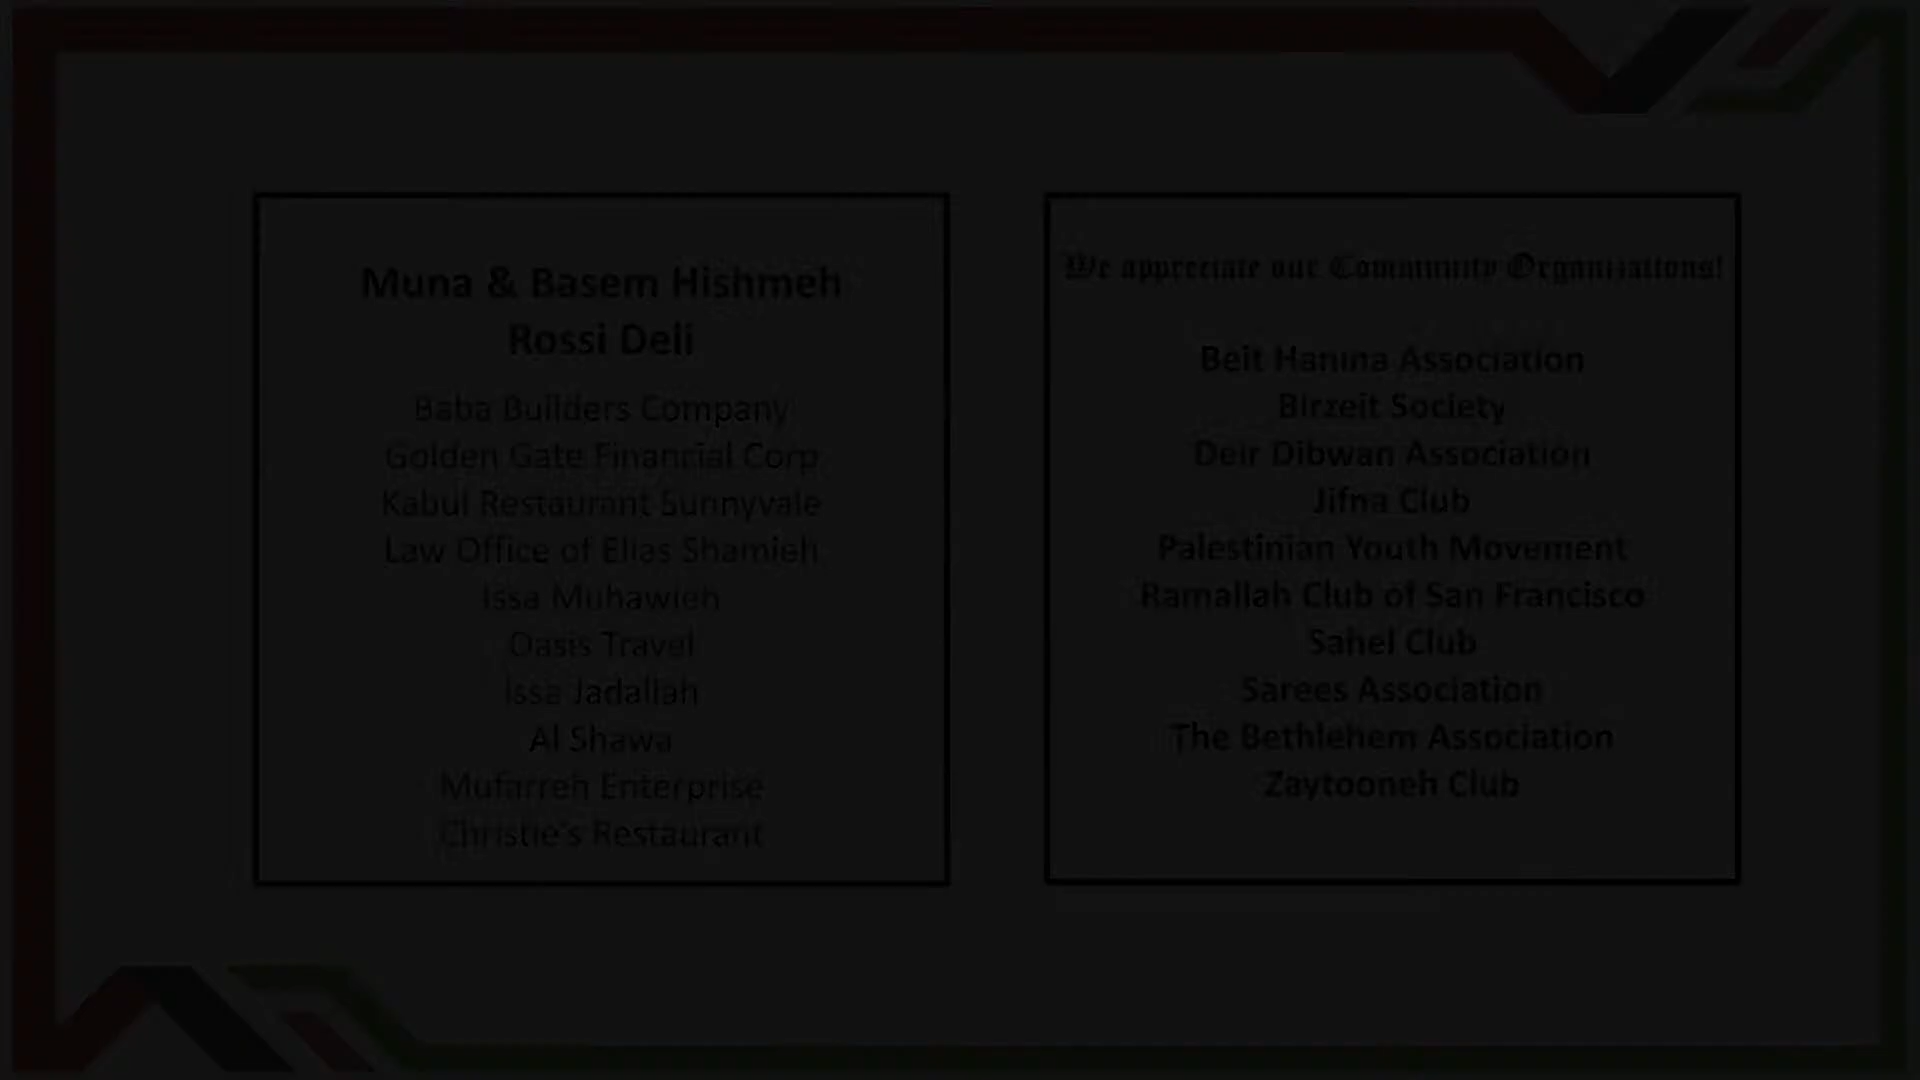 Muna & Basem Hishmeh
Rossi Deli
Baba Builders Company
Golden Gate Financial Corp
Kabul Restaurant Sunnyvale
Law Office of Elias Shamieh
Issa Muhawieh
Oasis Travel
Issa Jadallah
Al Shawa
Mufarreh Enterprise
Christie's Restaurant
We appreciate our Community Organizations!
Beit Hanina Association
Birzeit Society
Deir Dibwan Association
Jifna Club
Palestinian Youth Movement
Ramallah Club of San Francisco
Sahel Club
Sarees Association
The Bethlehem Association
Zaytooneh Club